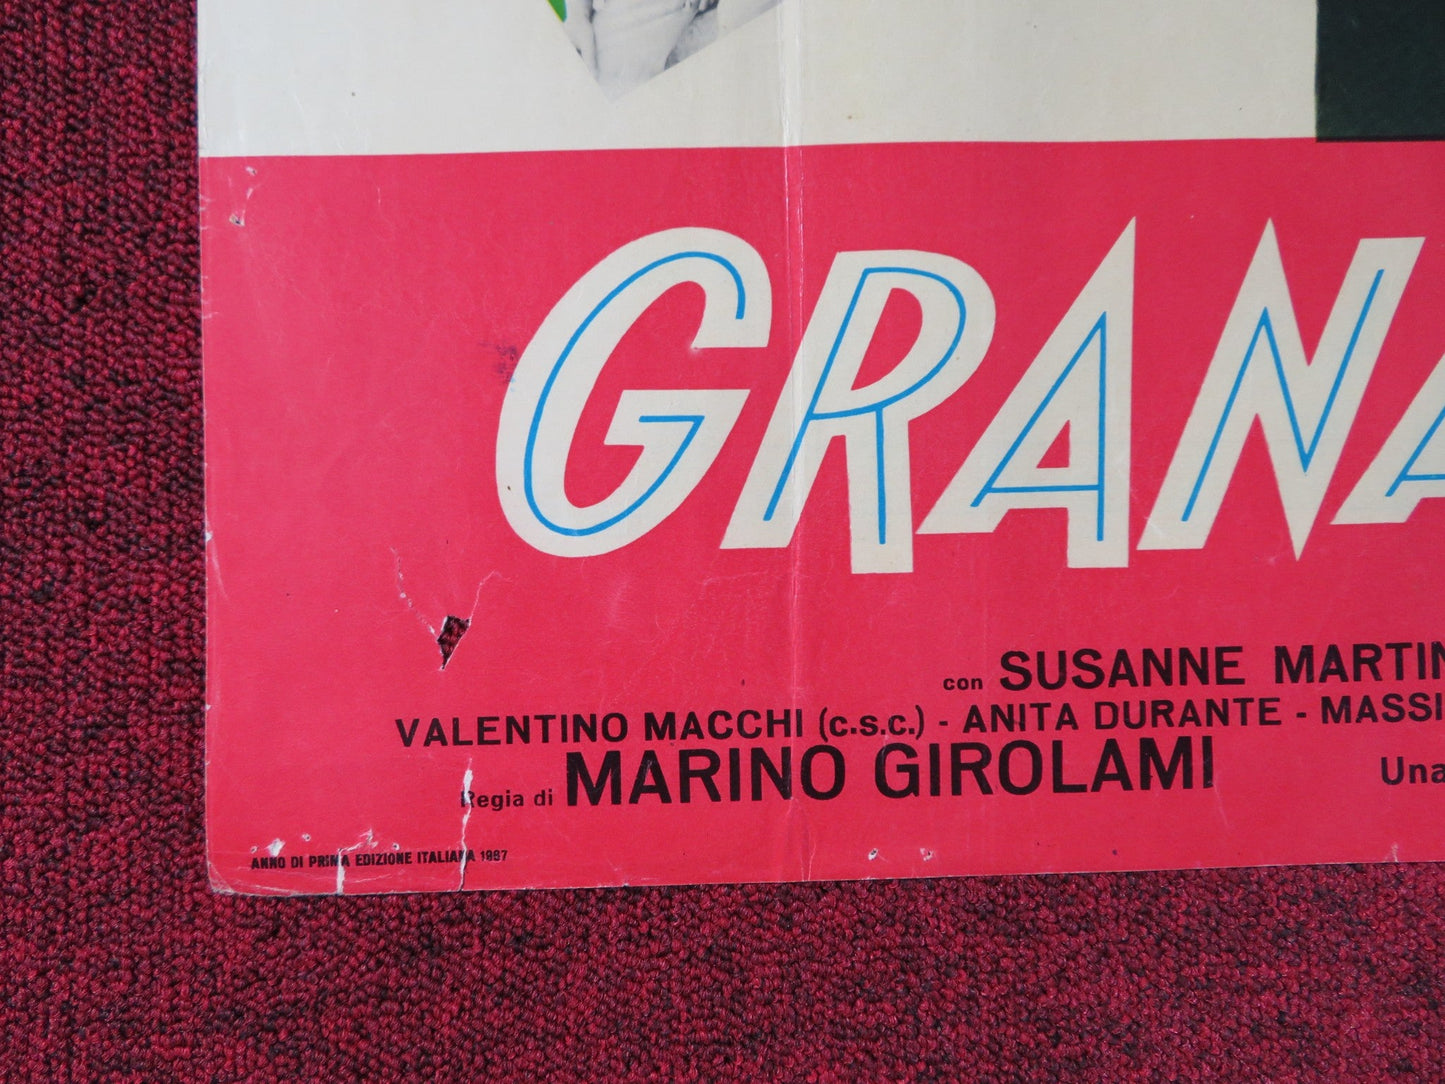 GRANA
con SUSANNE MARTIN
VALENTINO MACCHI (c.s.c.) - ANITA DURANTE - MASSI
Regia di MARINO GIROLAMI
Una
ANNO DI PRIMA EDIZIONE ITALIANA 1967